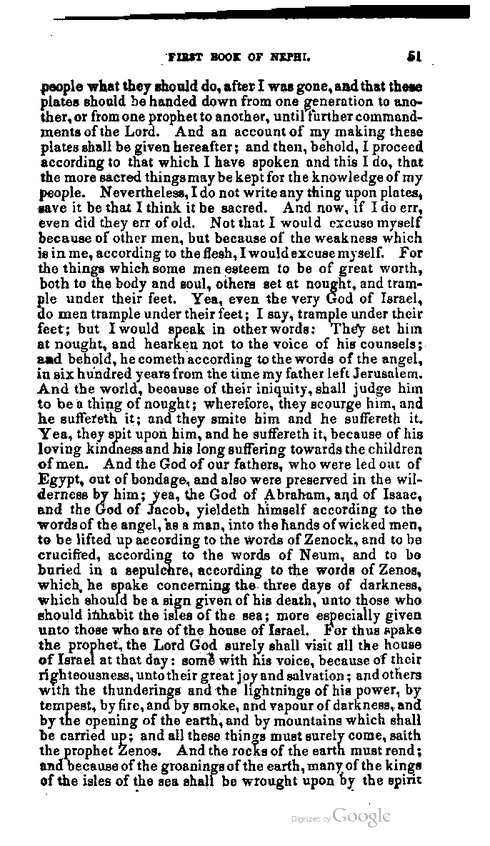 FIRST BOOK OF NEPHI. 51
people what they should do, after I was gone, and that these
plates should be handed down from one generation to ano-
ther, or from one prophet to another, until further command-
ments of the Lord. And an account of my making these
plates shall be given hereafter; and then, behold, I proceed
according to that which I have spoken and this I do, that
the more sacred things may be kept for the knowledge of my
people. Nevertheless, I do not write any thing upon plates,
save it be that I think it be sacred. And now, if I do err,
even did they err of old. Not that I would excuse myself
because of other men, but because of the weakness which
is in me, according to the flesh, I would excuse myself. For
the things which some men esteem to be of great worth,
both to the body and soul, others set at nought, and tram-
ple under their feet. Yea, even the very God of Israel,
do men trample under their feet; I say, trample under their
feet; but I would speak in other words: They set him
at nought, and hearken not to the voice of his counsels;
and behold, he cometh according to the words of the angel,
in six hundred years from the time my father left Jerusalem.
And the world, because of their iniquity, shall judge him
to be a thing of nought; wherefore, they scourge him, and
he suffereth it; and they smite him and he suffereth it.
Yea, they spit upon him, and he suffereth it, because of his
loving kindness and his long suffering towards the children
of men. And the God of our fathers, who were led out of
Egypt, out of bondage, and also were preserved in the wil-
derness by him; yea, the God of Abraham, and of Isaac,
and the God of Jacob, yieldeth himself according to the
words of the angel, as a man, into the hands of wicked men,
to be lifted up according to the words of Zenock, and to be
crucified, according to the words of Neum, and to be
buried in a sepulchre, according to the words of Zenos,
which he spake concerning the three days of darkness,
which should be a sign given of his death, unto those who
should inhabit the isles of the sea; more especially given
unto those who are of the house of Israel. For thus spake
the prophet, the Lord God surely shall visit all the house
of Israel at that day: some with his voice, because of their
righteousness, unto their great joy and salvation; and others
with the thunderings and the lightnings of his power, by
tempest, by fire, and by smoke, and vapour of darkness, and
by the opening of the earth, and by mountains which shall
be carried up; and all these things must surely come, saith
the prophet Zenos. And the rocks of the earth must rend;
and because of the groanings of the earth, many of the kings
of the isles of the sea shall be wrought upon by the spirit
Digitized by Google